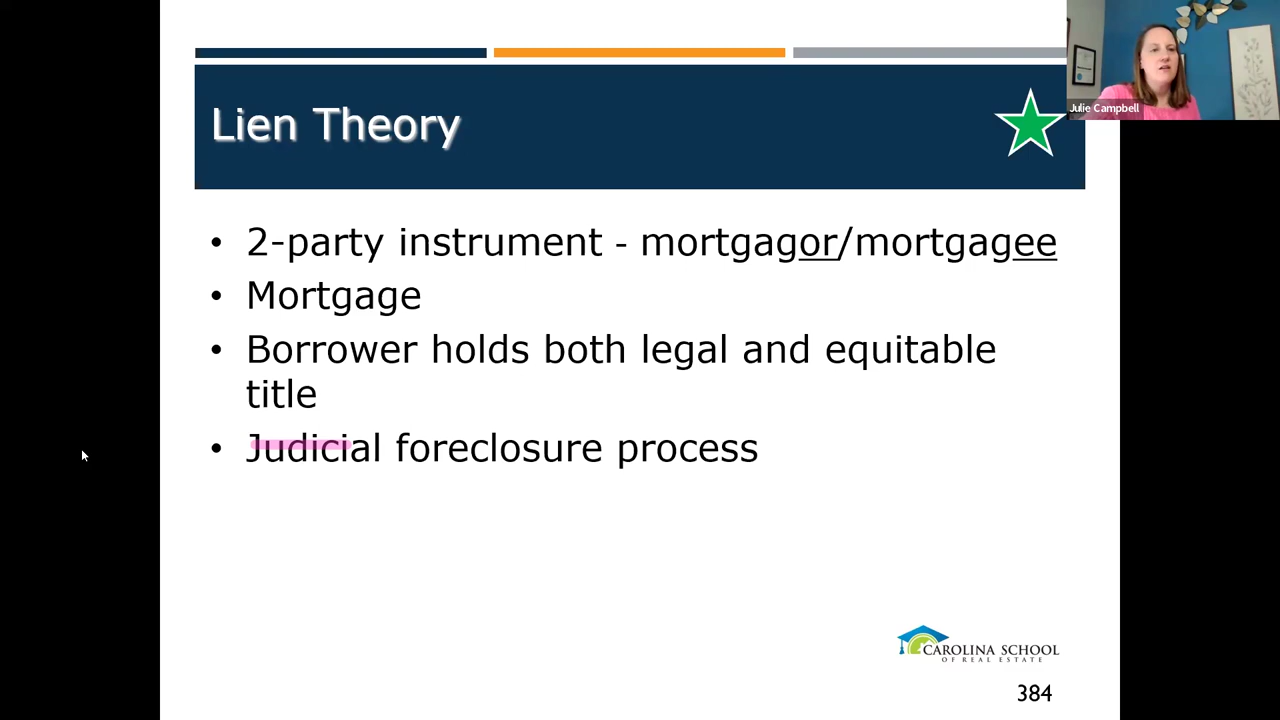 Julie Campbell
Lien Theory
• 2-party instrument - mortgagor/mortgagee
• Mortgage
• Borrower holds both legal and equitable
title
• Judicial foreclosure process
CAROLINA SCHOOL
OF REAL ESTATE
384